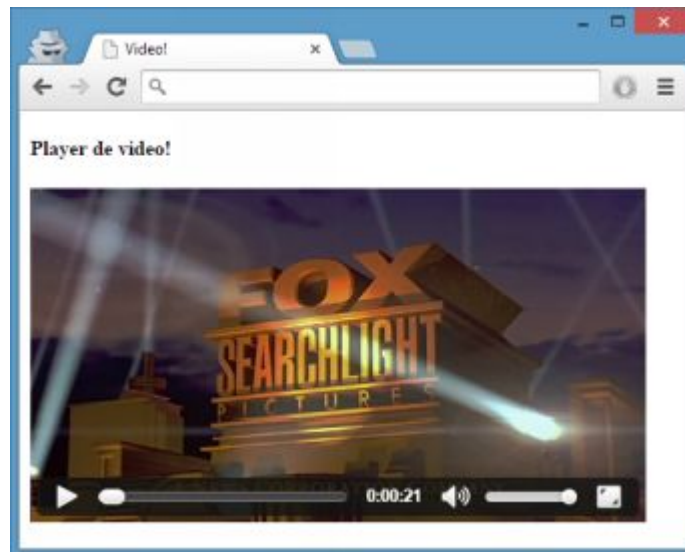 Video!
Player de video!
FOX
SEARCHLIGHT
PICTURES
0:00:21